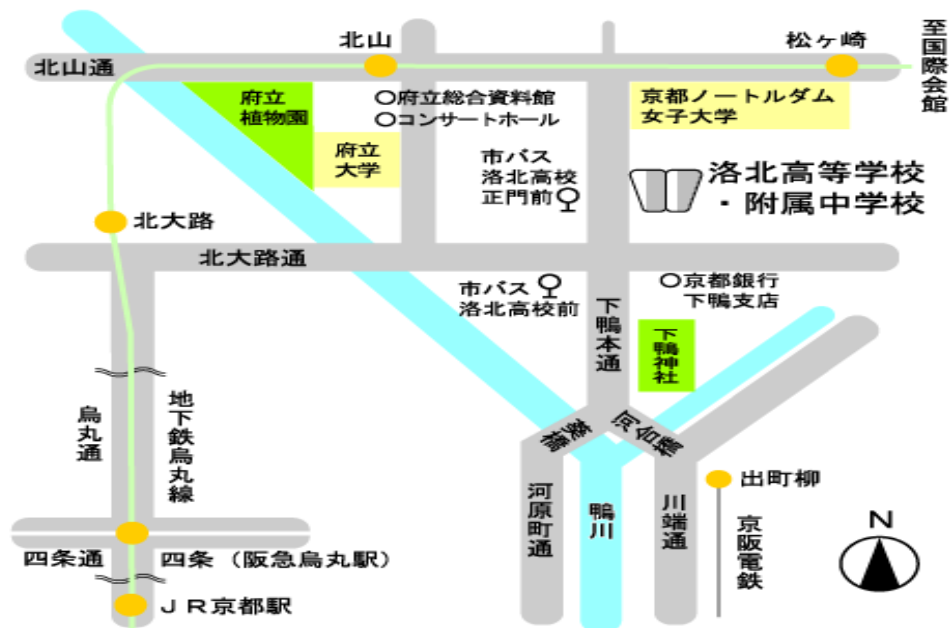 北山
松ヶ崎
至国際会館
北山通
府立
植物園
府立総合資料館
コンサートホール
京都ノートルダム
女子大学
府立
大学
市バス
洛北高校
正門前
洛北高等学校
・附属中学校
北大路
北大路通
市バス
洛北高校前
京都銀行
下鴨支店
下鴨本通
下鴨神社
烏丸通
地下鉄烏丸線
葵橋
河合橋
河原町通
鴨川
川端通
出町柳
京阪電鉄
N
四条通
四条（阪急烏丸駅）
ＪＲ京都駅